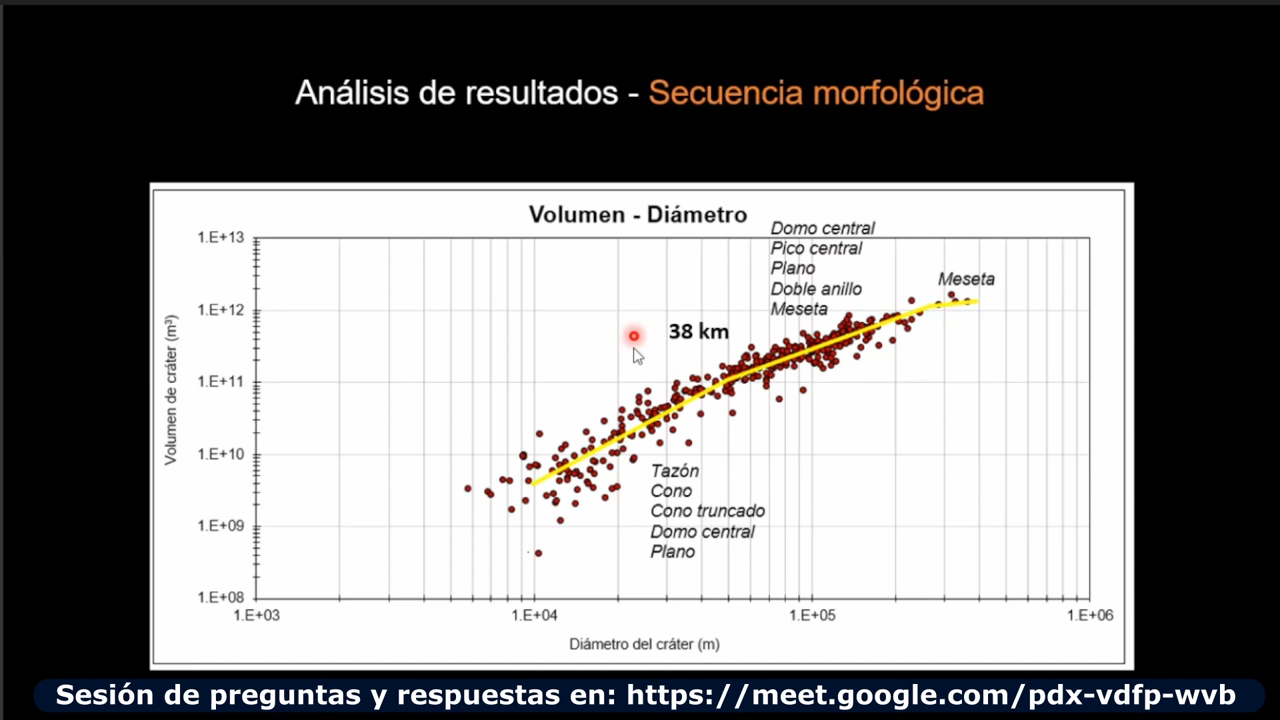 Análisis de resultados - Secuencia morfológica
Volumen - Diámetro
Domo central
Pico central
Plano
Doble anillo
Meseta
Meseta
38 km
Tazón
Cono
Cono truncado
Domo central
Plano
Volumen de cráter (m³)
1.E+13
1.E+12
1.E+11
1.E+10
1.E+09
1.E+08
1.E+03 1.E+04 1.E+05 1.E+06
Diámetro del cráter (m)
Sesión de preguntas y respuestas en: https://meet.google.com/pdx-vdfp-wvb